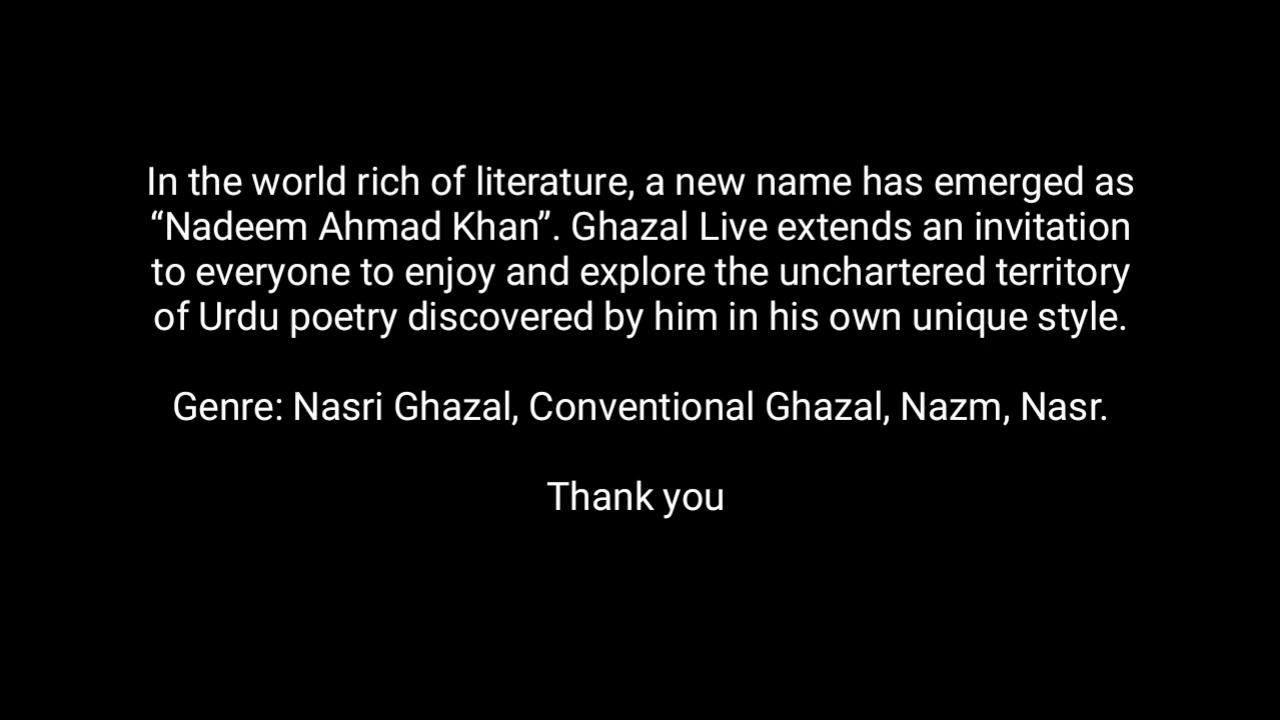 In the world rich of literature, a new name has emerged as
“Nadeem Ahmad Khan”. Ghazal Live extends an invitation
to everyone to enjoy and explore the unchartered territory
of Urdu poetry discovered by him in his own unique style.
Genre: Nasri Ghazal, Conventional Ghazal, Nazm, Nasr.
Thank you